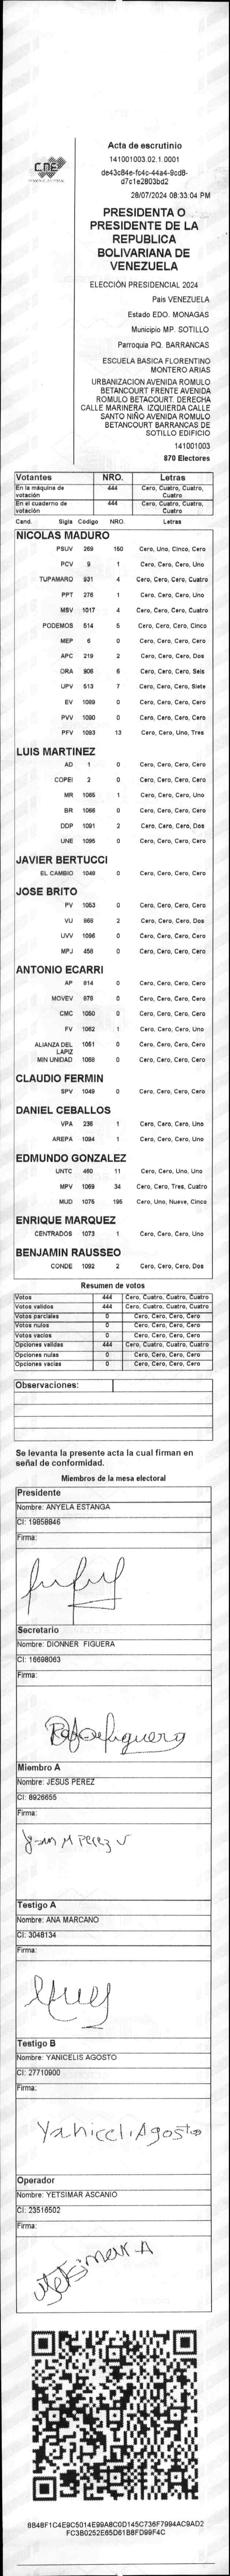 CNE
Acta de escrutinio
141001003.02.1.0001
28/07/2024 08:33:04 PM
PRESIDENTA O
PRESIDENTE DE LA
REPUBLICA
BOLIVARIANA DE
VENEZUELA
ELECCIÓN PRESIDENCIAL 2024
Pais VENEZUELA
Estado EDO. MONAGAS
Municipio MP. SOTILLO
Parroquia PQ. BARRANCAS
ESCUELA BASICA FLORENTINO
MONTERO ARIAS
URBANIZACION AVENIDA ROMULO
BETANCOURT FRENTE AVENIDA
ROMULO BETACOURT. DERECHA
CALLE MARINERA. IZQUIERDA CALLE
SANTO NIÑO AVENIDA ROMULO
BETANCOURT BARRANCAS DE
SOTILLO EDIFICIO
141001003
870 Electores
Votantes NRO. Letras
En la máquina de votación 444 Cero, Cuatro, Cuatro, Cuatro
En el cuaderno de votación 444 Cero, Cuatro, Cuatro, Cuatro
Cand. Sigla Código NRO. Letras
NICOLAS MADURO
PSUV 269 150 Cero, Uno, Cinco, Cero
PCV 9 1 Cero, Cero, Cero, Uno
TUPAMARO 931 4 Cero, Cero, Cero, Cuatro
PPT 276 1 Cero, Cero, Cero, Uno
MSV 1017 4 Cero, Cero, Cero, Cuatro
PODEMOS 514 5 Cero, Cero, Cero, Cinco
MEP 6 0 Cero, Cero, Cero, Cero
APC 219 2 Cero, Cero, Cero, Dos
ORA 906 6 Cero, Cero, Cero, Seis
UPV 513 7 Cero, Cero, Cero, Siete
EV 1089 0 Cero, Cero, Cero, Cero
PVV 1090 0 Cero, Cero, Cero, Cero
PFV 1093 13 Cero, Cero, Uno, Tres
LUIS MARTINEZ
AD 1 0 Cero, Cero, Cero, Cero
COPEI 2 0 Cero, Cero, Cero, Cero
MR 1065 1 Cero, Cero, Cero, Uno
BR 1066 0 Cero, Cero, Cero, Cero
DDP 1091 2 Cero, Cero, Cero, Dos
UNE 1095 0 Cero, Cero, Cero, Cero
JAVIER BERTUCCI
EL CAMBIO 1048 0 Cero, Cero, Cero, Cero
JOSE BRITO
PV 1053 0 Cero, Cero, Cero, Uno
VU 868 2 Cero, Cero, Cero, Dos
UVV 1096 0 Cero, Cero, Cero, Cero
MPJ 458 0 Cero, Cero, Cero, Cero
ANTONIO ECARRI
AP 814 0 Cero, Cero, Cero, Cero
MOVEV 878 0 Cero, Cero, Cero, Cero
CMC 1050 0 Cero, Cero, Cero, Cero
FV 1062 1 Cero, Cero, Cero, Uno
ALIANZA DEL LAPIZ 1051 0 Cero, Cero, Cero, Cero
MIN UNIDAD 1068 0 Cero, Cero, Cero, Cero
CLAUDIO FERMIN
SPV 1049 0 Cero, Cero, Cero, Cero
DANIEL CEBALLOS
VPA 236 1 Cero, Cero, Cero, Uno
AREPA 1094 1 Cero, Cero, Cero, Uno
EDMUNDO GONZALEZ
UNTC 460 11 Cero, Cero, Uno, Uno
MPV 1069 34 Cero, Cero, Tres, Cuatro
MUD 1075 195 Cero, Uno, Nueve, Cinco
ENRIQUE MARQUEZ
CENTRADOS 1073 1 Cero, Cero, Cero, Uno
BENJAMIN RAUSSEO
CONDE 1092 2 Cero, Cero, Cero, Dos
Resumen de votos
Votos 444 Cero, Cuatro, Cuatro, Cuatro
Votos validos 444 Cero, Cuatro, Cuatro, Cuatro
Votos parciales 0 Cero, Cero, Cero, Cero
Votos nulos 0 Cero, Cero, Cero, Cero
Votos vacios 0 Cero, Cero, Cero, Cero
Opciones validas 444 Cero, Cuatro, Cuatro, Cuatro
Opciones nulas 0 Cero, Cero, Cero, Cero
Opciones vacias 0 Cero, Cero, Cero, Cero
Observaciones:
Se levanta la presente acta la cual firman en
señal de conformidad.
Miembros de la mesa electoral
Presidente
Nombre: ANYELA ESTANGA
CI: 19858846
Firma:
Secretario
Nombre: DIONNER FIGUERA
CI: 16698063
Firma:
Miembro A
Nombre: JESUS PEREZ
CI: 8926655
Firma:
Testigo A
Nombre: ANA MARCANO
CI: 3048134
Firma:
Testigo B
Nombre: YANICELIS AGOSTO
CI: 27710900
Firma:
Yaniceli Agosto
Operador
Nombre: YETSIMAR ASCANIO
CI: 23516502
Firma:
Yetsimar A
8B48F1C4E9C5014E99A8C0D145C736F7994AC9AD2
FC3B0252E65D61B8FD99F4C